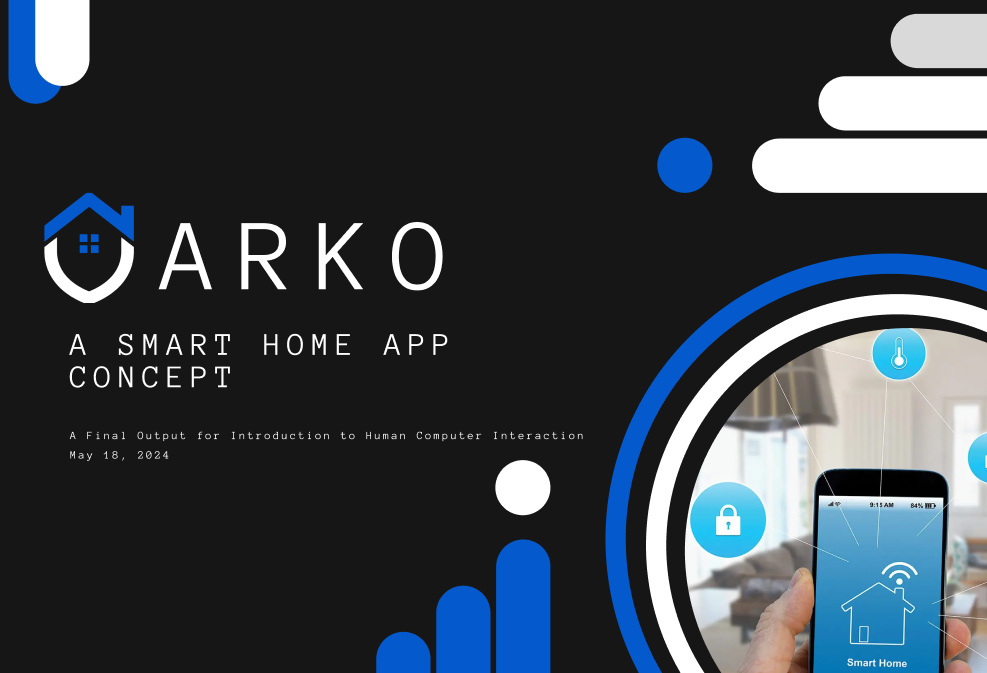 ARKO
A SMART HOME APP
CONCEPT
A Final Output for Introduction to Human Computer Interaction
May 18, 2024
9:15 AM
84%
Smart Home